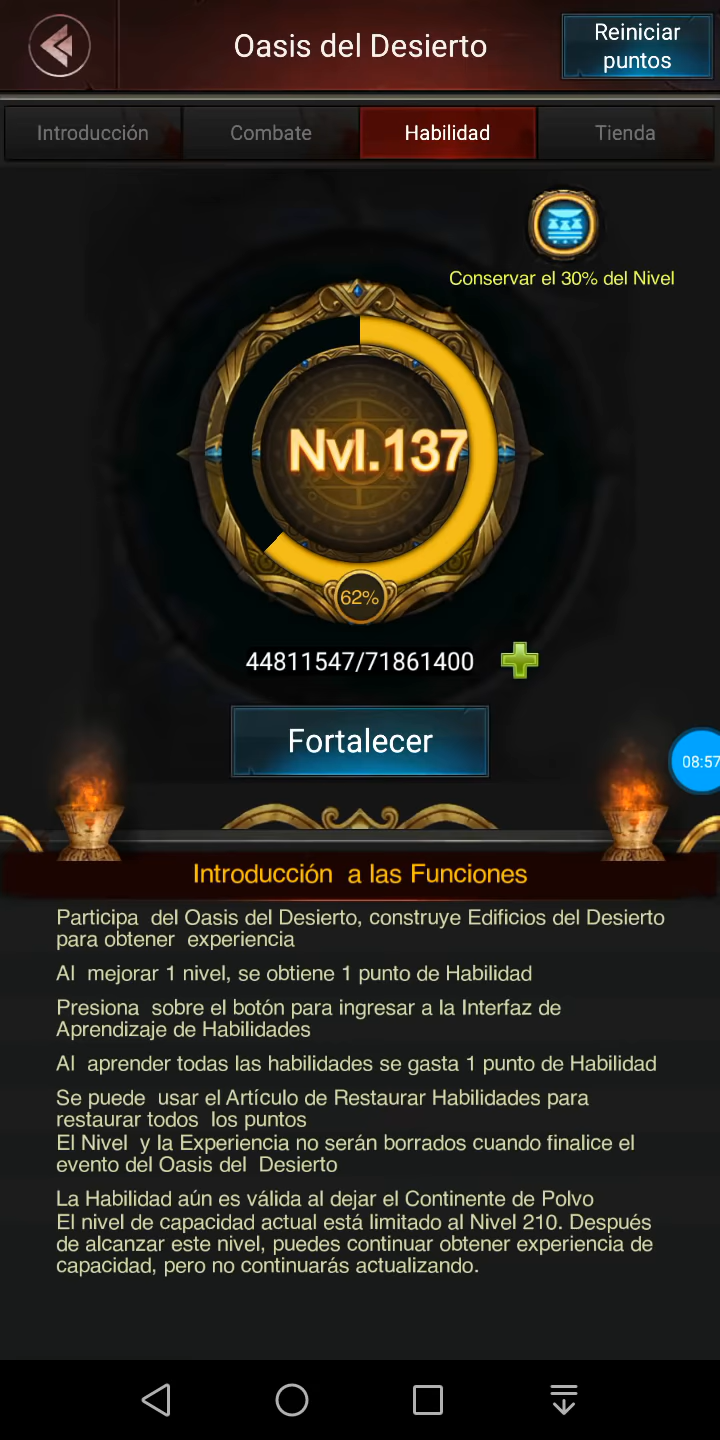 Oasis del Desierto
Reiniciar
puntos
Introducción
Combate
Habilidad
Tienda
Conservar el 30% del Nivel
Nvl.137
62%
44811547/71861400
Fortalecer
08:57
Introducción a las Funciones
Participa del Oasis del Desierto, construye Edificios del Desierto
para obtener experiencia
Al mejorar 1 nivel, se obtiene 1 punto de Habilidad
Presiona sobre el botón para ingresar a la Interfaz de
Aprendizaje de Habilidades
Al aprender todas las habilidades se gasta 1 punto de Habilidad
Se puede usar el Artículo de Restaurar Habilidades para
restaurar todos los puntos
El Nivel y la Experiencia no serán borrados cuando finalice el
evento del Oasis del Desierto
La Habilidad aún es válida al dejar el Continente de Polvo
El nivel de capacidad actual está limitado al Nivel 210. Después
de alcanzar este nivel, puedes continuar obtener experiencia de
capacidad, pero no continuarás actualizando.